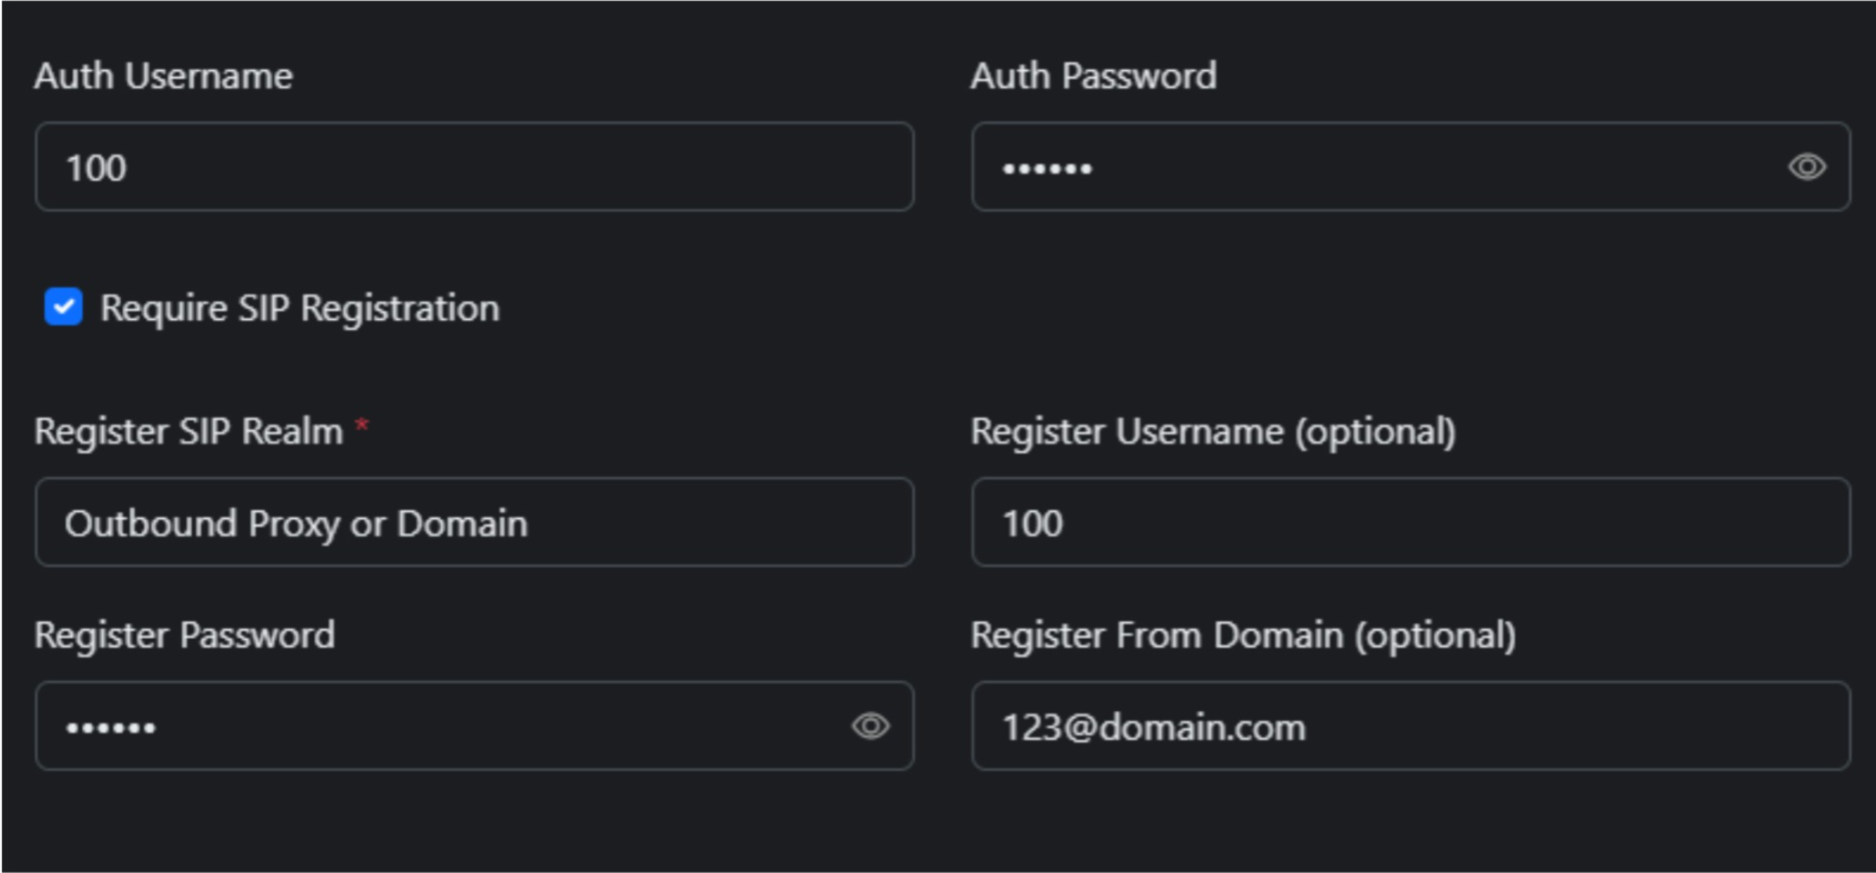 Auth Username
Auth Password
100
••••••
Require SIP Registration
Register SIP Realm *
Register Username (optional)
Outbound Proxy or Domain
100
Register Password
Register From Domain (optional)
••••••
123@domain.com